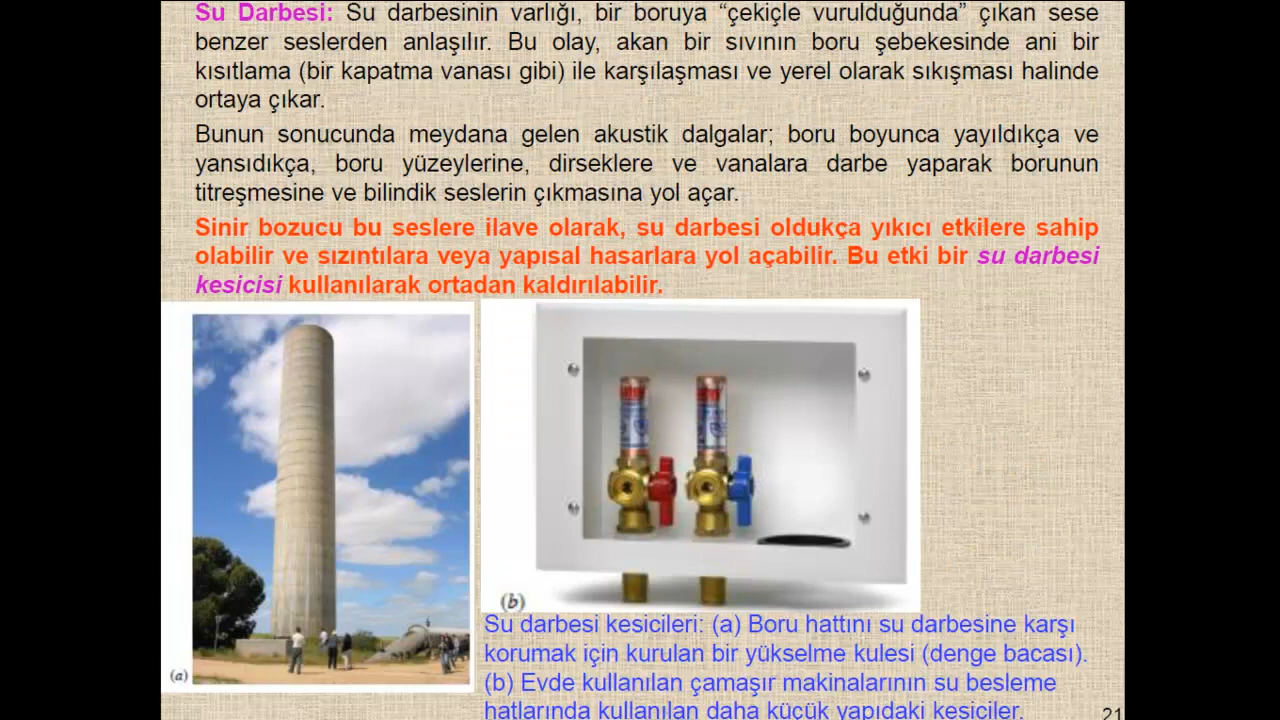 Su Darbesi: Su darbesinin varlığı, bir boruya “çekiçle vurulduğunda” çıkan sese
benzer seslerden anlaşılır. Bu olay, akan bir sıvının boru şebekesinde ani bir
kısıtlama (bir kapatma vanası gibi) ile karşılaşması ve yerel olarak sıkışması halinde
ortaya çıkar.
Bunun sonucunda meydana gelen akustik dalgalar; boru boyunca yayıldıkça ve
yansıdıkça, boru yüzeylerine, dirseklere ve vanalara darbe yaparak borunun
titreşmesine ve bilindik seslerin çıkmasına yol açar.
Sinir bozucu bu seslere ilave olarak, su darbesi oldukça yıkıcı etkilere sahip
olabilir ve sızıntılara veya yapısal hasarlara yol açabilir. Bu etki bir su darbesi
kesicisi kullanılarak ortadan kaldırılabilir.
(a)
(b)
Su darbesi kesicileri: (a) Boru hattını su darbesine karşı
korumak için kurulan bir yükselme kulesi (denge bacası).
(b) Evde kullanılan çamaşır makinalarının su besleme
hatlarında kullanılan daha küçük yapıdaki kesiciler.
21